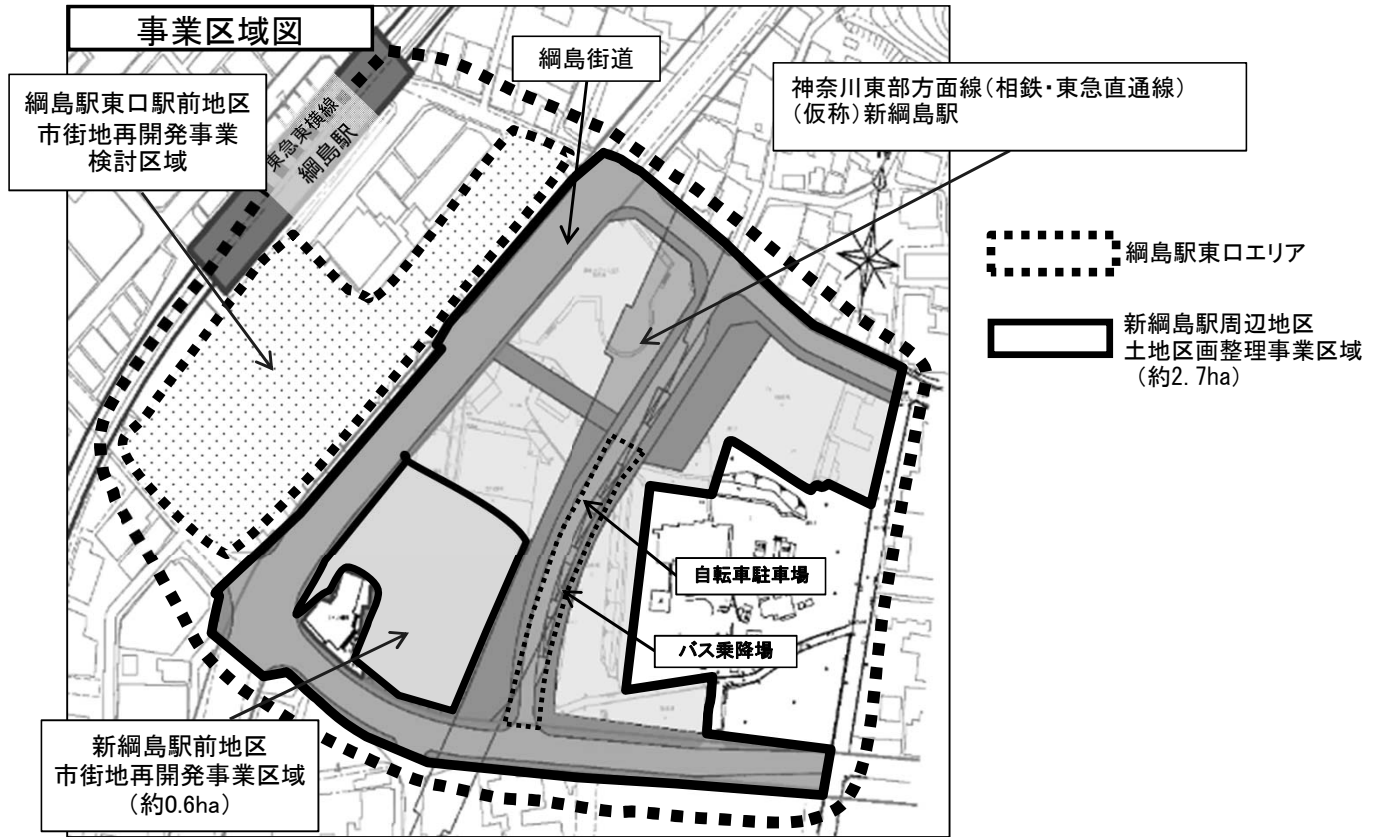 事業区域図
綱島街道
綱島駅東口駅前地区
市街地再開発事業
検討区域
東急東横線
綱島駅
神奈川東部方面線（相鉄・東急直通線）
（仮称）新綱島駅
綱島駅東口エリア
新綱島駅周辺地区
土地区画整理事業区域
（約2.7ha）
自転車駐車場
バス乗降場
新綱島駅前地区
市街地再開発事業区域
（約0.6ha）